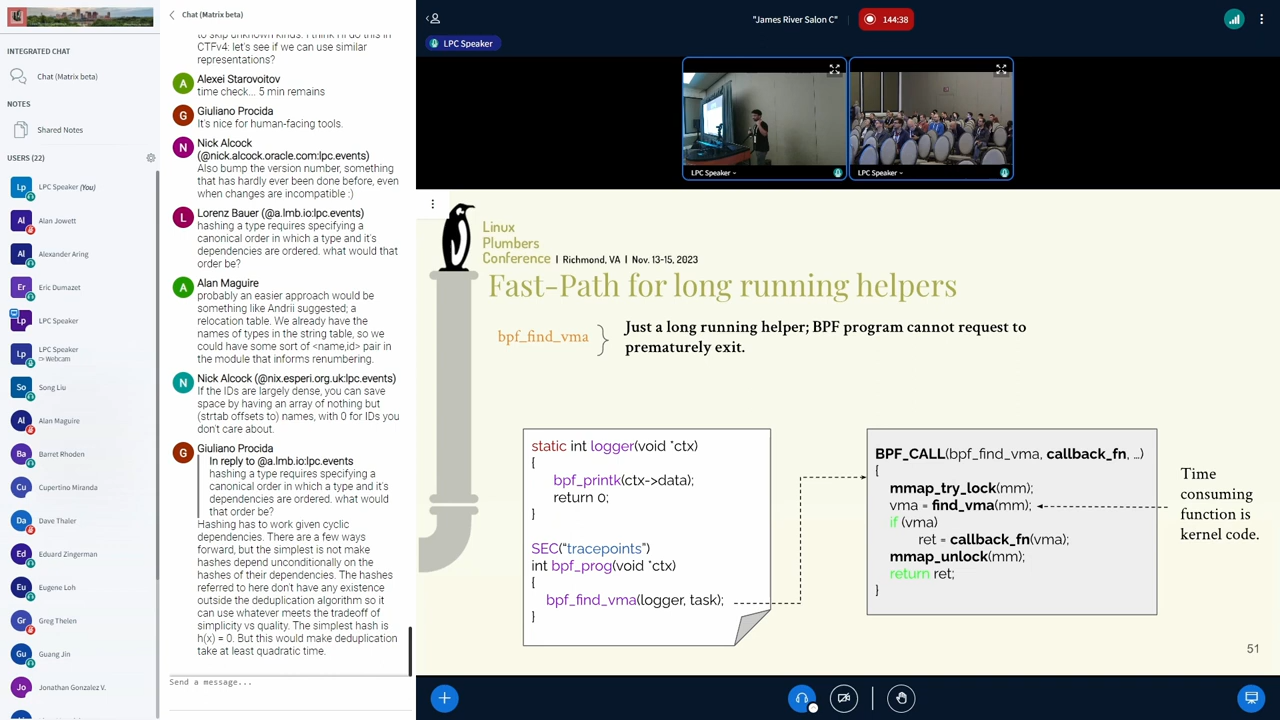 INTEGRATED CHAT
Chat (Matrix beta)
NOTES
Shared Notes
USERS (22)
Lp LPC Speaker (You)
Al Alan Jowett
Al Alexander Aring
Er Eric Dumazet
Lp LPC Speaker
Lp LPC Speaker
Webcam
So Song Liu
Al Alan Maguire
Ba Barret Rhoden
Cu Cupertino Miranda
Da Dave Thaler
Ed Eduard Zingerman
Eu Eugene Loh
Gr Greg Thelen
Gu Guang Jin
Jo Jonathan Gonzalez V.
Chat (Matrix beta)
to skip unknown kinds. I think I'll do this in
CTFv4: let's see if we can use similar
representations?
A Alexei Starovoitov
time check... 5 min remains
G Giuliano Procida
It's nice for human-facing tools.
N Nick Alcock
(@nick.alcock.oracle.com:lpc.events)
Also bump the version number, something
that has hardly ever been done before, even
when changes are incompatible :)
L Lorenz Bauer (@a.lmb.io:lpc.events)
hashing a type requires specifying a
canonical order in which a type and it's
dependencies are ordered. what would that
order be?
A Alan Maguire
probably an easier approach would be
something like Andrii suggested; a
relocation table. We already have the
names of types in the string table, so we
could have some sort of <name,id> pair in
the module that informs renumbering.
N Nick Alcock (@nix.esperi.org.uk:lpc.events)
If the IDs are largely dense, you can save
space by having an array of nothing but
(strtab offsets to) names, with 0 for IDs you
don't care about.
G Giuliano Procida
In reply to @a.lmb.io:lpc.events
hashing a type requires specifying a
canonical order in which a type and it's
dependencies are ordered. what would
that order be?
Hashing has to work given cyclic
dependencies. There are a few ways
forward, but the simplest is not make
hashes depend unconditionally on the
hashes of their dependencies. The hashes
referred to here don't have any existence
outside the deduplication algorithm so it
can use whatever meets the tradeoff of
simplicity vs quality. The simplest hash is
h(x) = 0. But this would make deduplication
take at least quadratic time.
Send a message...
"James River Salon C"
144:38
LPC Speaker
LPC Speaker
LPC Speaker
Linux
Plumbers
Conference | Richmond, VA | Nov. 13-15, 2023
Fast-Path for long running helpers
bpf_find_vma
Just a long running helper; BPF program cannot request to
prematurely exit.
static int logger(void *ctx)
{
bpf_printk(ctx->data);
return 0;
}
SEC(“tracepoints”)
int bpf_prog(void *ctx)
{
bpf_find_vma(logger, task);
}
BPF_CALL(bpf_find_vma, callback_fn, …)
{
mmap_try_lock(mm);
vma = find_vma(mm);
if (vma)
ret = callback_fn(vma);
mmap_unlock(mm);
return ret;
}
Time
consuming
function is
kernel code.
51